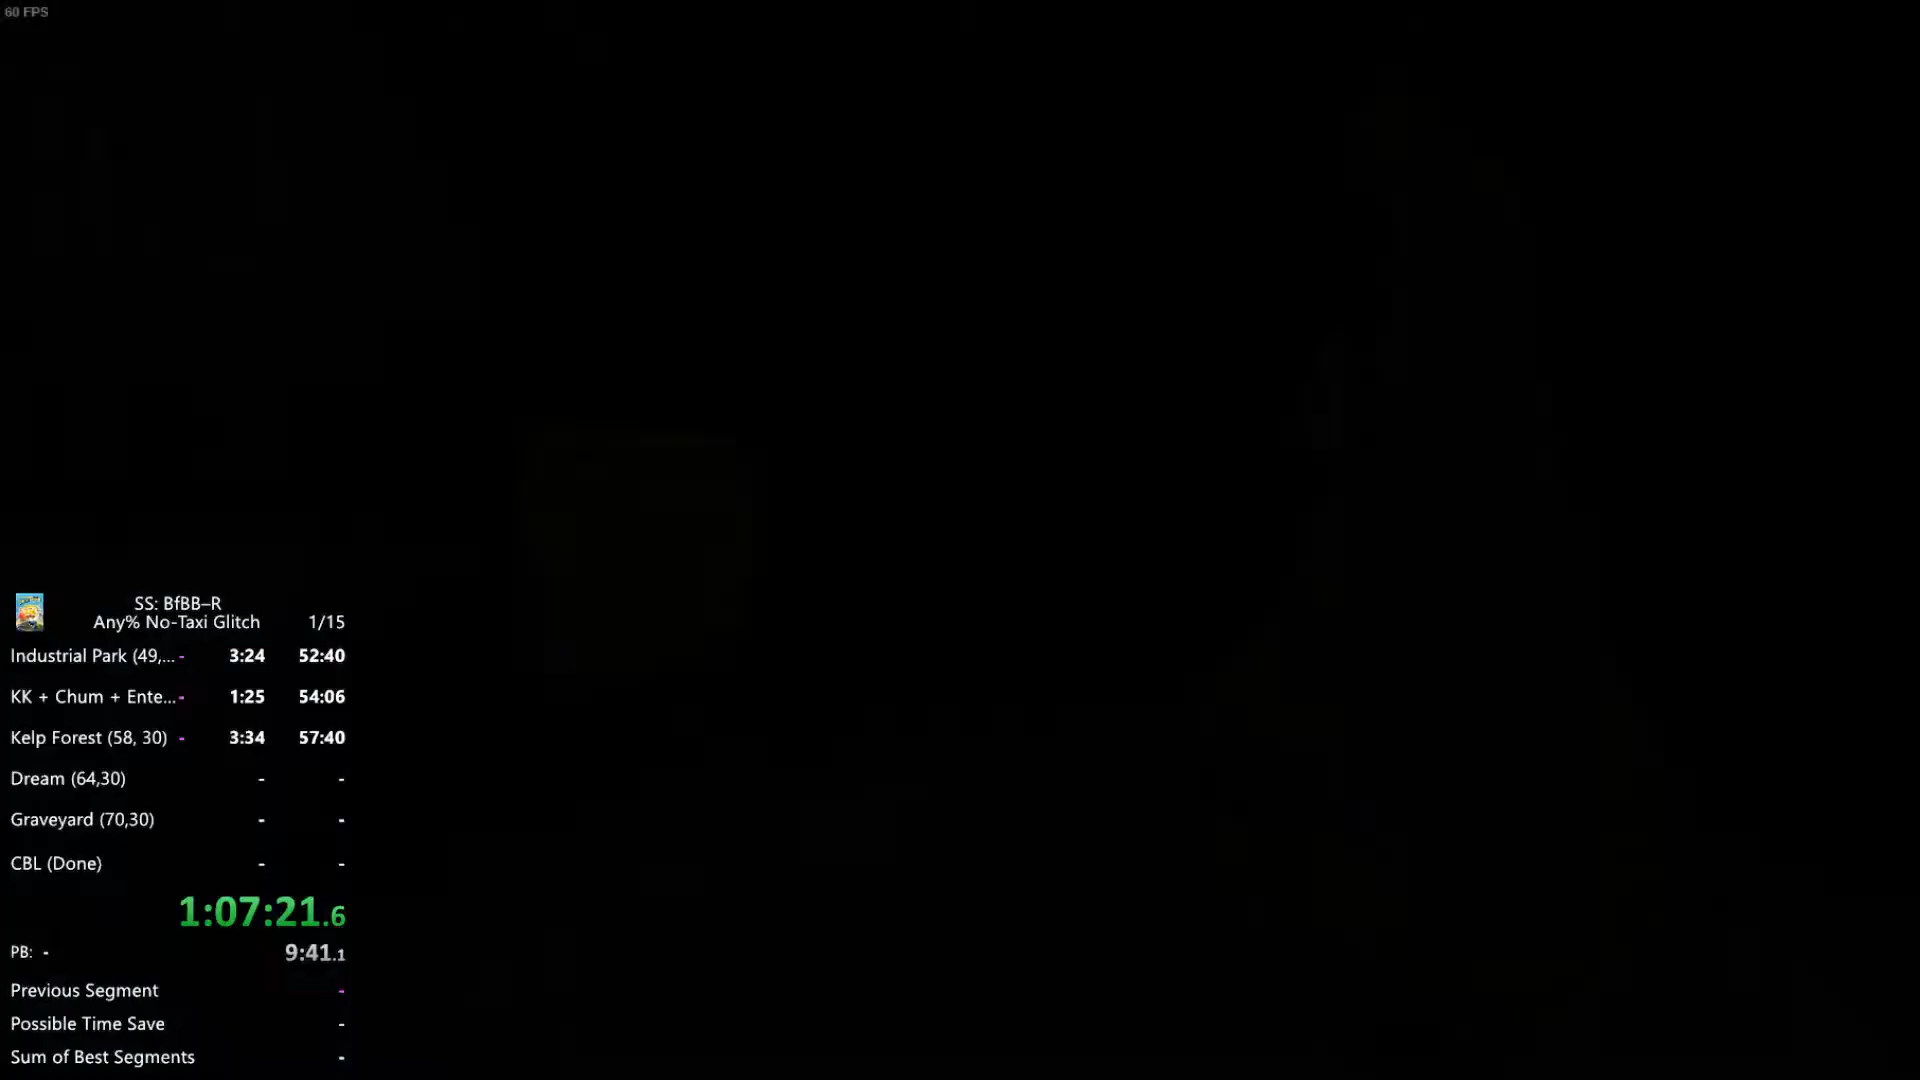 60 FPS
SS: BfBB–R
Any% No-Taxi Glitch 1/15
Industrial Park (49,... - 3:24 52:40
KK + Chum + Ente... - 1:25 54:06
Kelp Forest (58, 30) - 3:34 57:40
Dream (64,30) - -
Graveyard (70,30) - -
CBL (Done) - -
1:07:21.6
PB: - 9:41.1
Previous Segment -
Possible Time Save -
Sum of Best Segments -